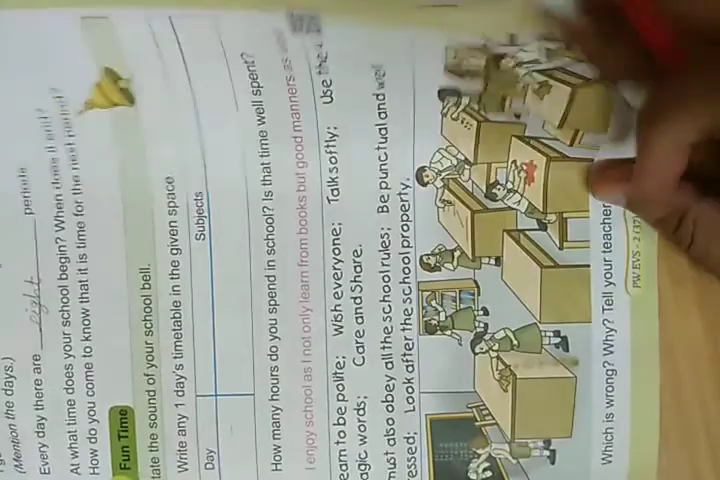 (Mention the days.)
Every day there are eight periods
At what time does your school begin? When does it end?
How do you come to know that it is time for the next period?
Fun Time
tate the sound of your school bell.
Write any 1 day's timetable in the given space
Day Subjects
How many hours do you spend in school? Is that time well spent?
I enjoy school as I not only learn from books but good manners as
earn to be polite; Wish everyone; Talk softly; Use the
agic words; Care and Share.
must also obey all the school rules; Be punctual and well
essed; Look after the school property.
Which is wrong? Why? Tell your teacher
PW EVS - 2 (37)